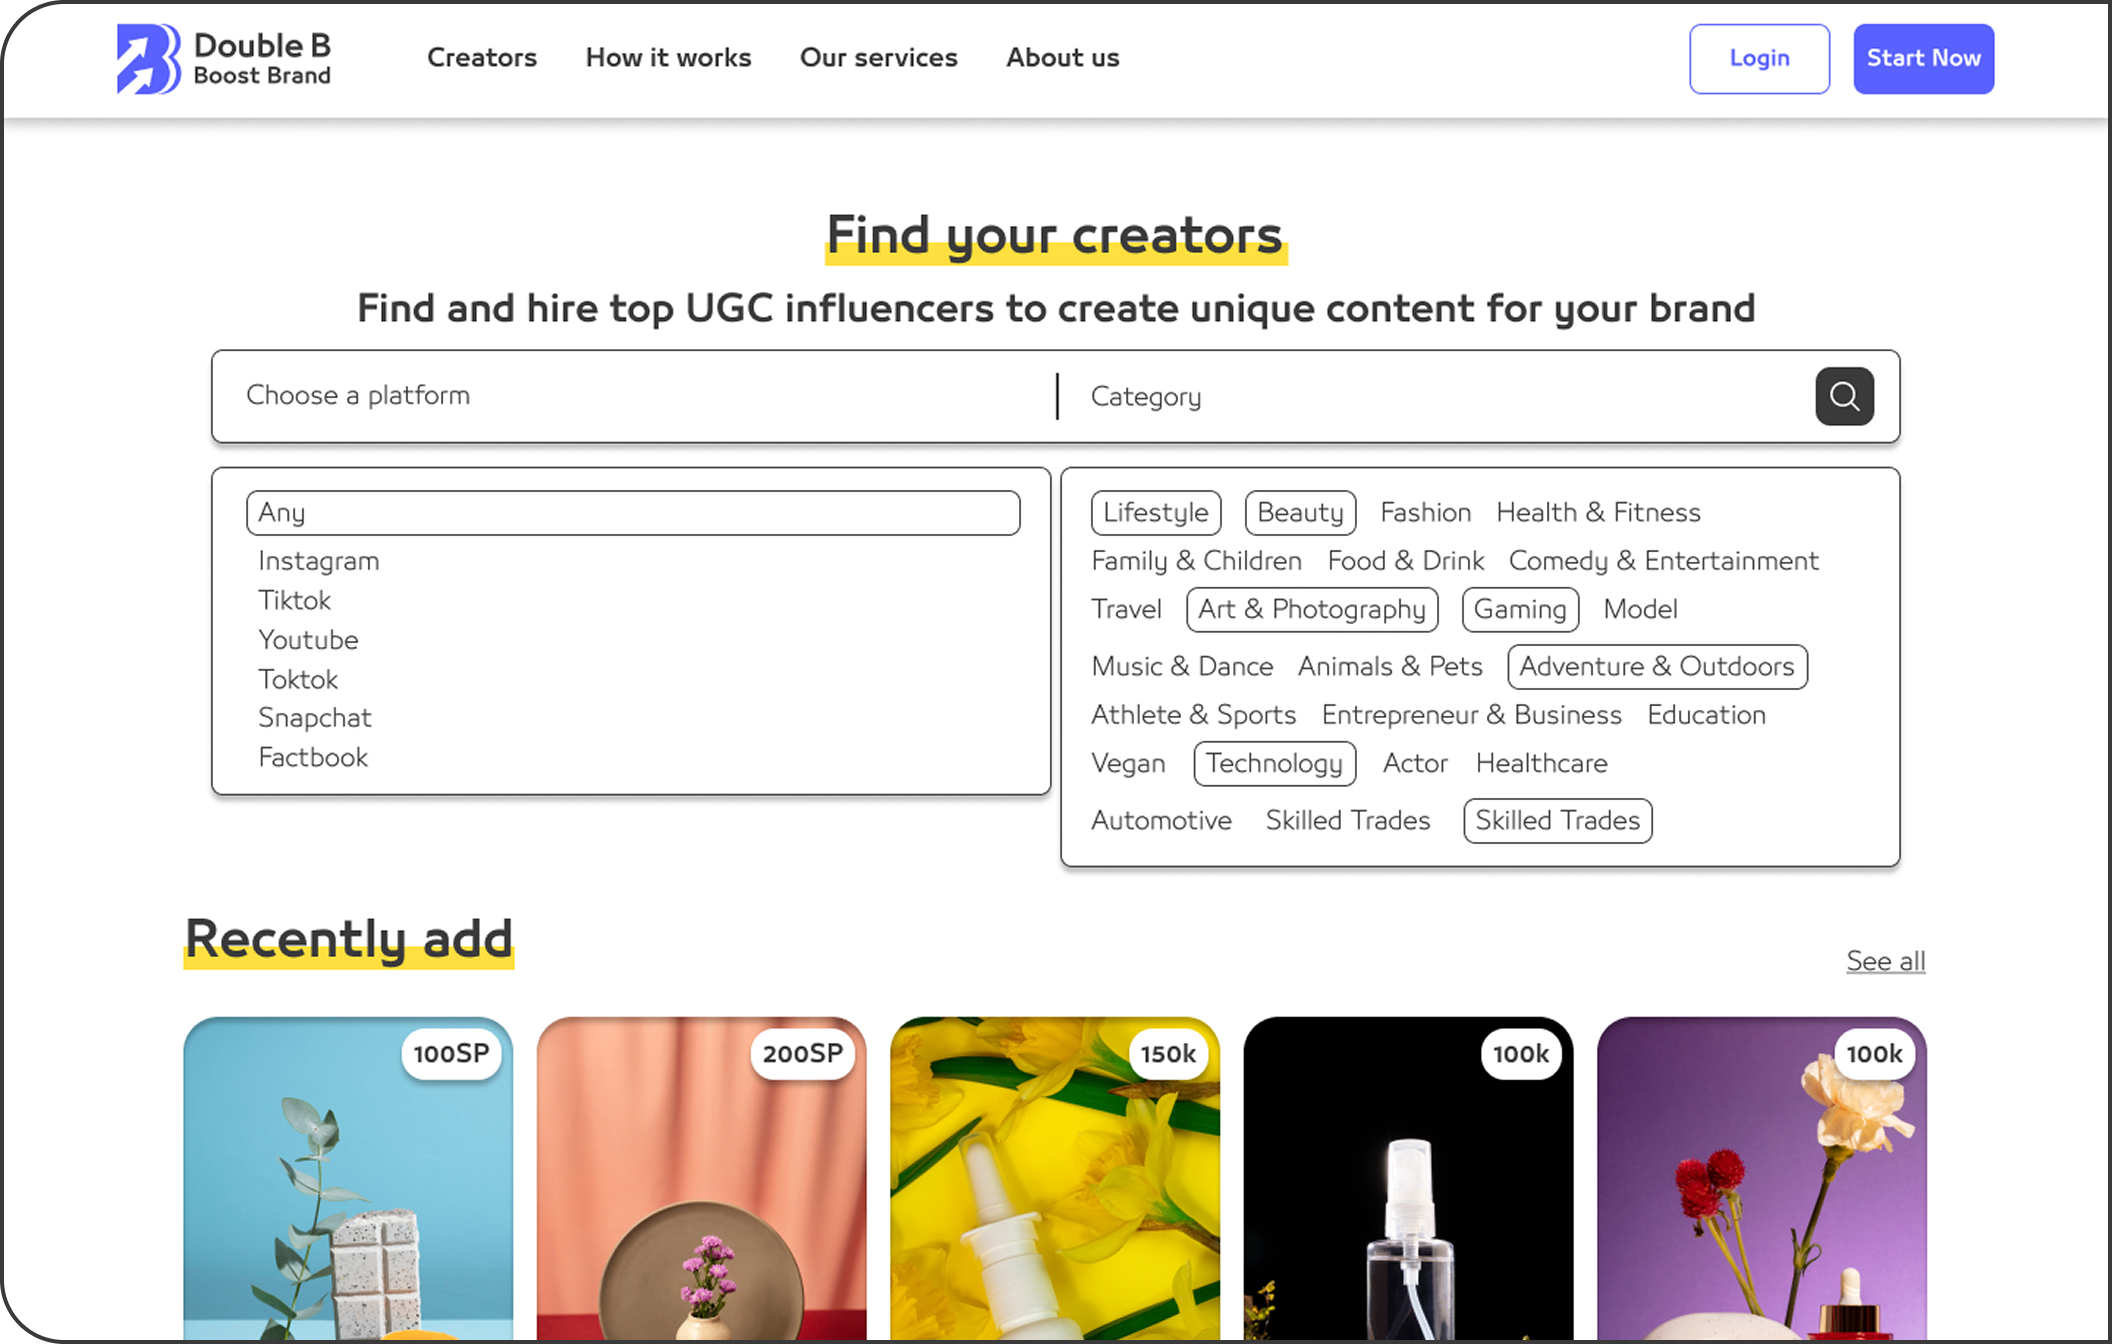 Double B
Boost Brand
Creators How it works Our services About us
Login Start Now
Find your creators
Find and hire top UGC influencers to create unique content for your brand
Choose a platform Category
Any
Instagram
Tiktok
Youtube
Toktok
Snapchat
Factbook
Lifestyle Beauty Fashion Health & Fitness
Family & Children Food & Drink Comedy & Entertainment
Travel Art & Photography Gaming Model
Music & Dance Animals & Pets Adventure & Outdoors
Athlete & Sports Entrepreneur & Business Education
Vegan Technology Actor Healthcare
Automotive Skilled Trades Skilled Trades
Recently add
See all
100SP 200SP 150k 100k 100k